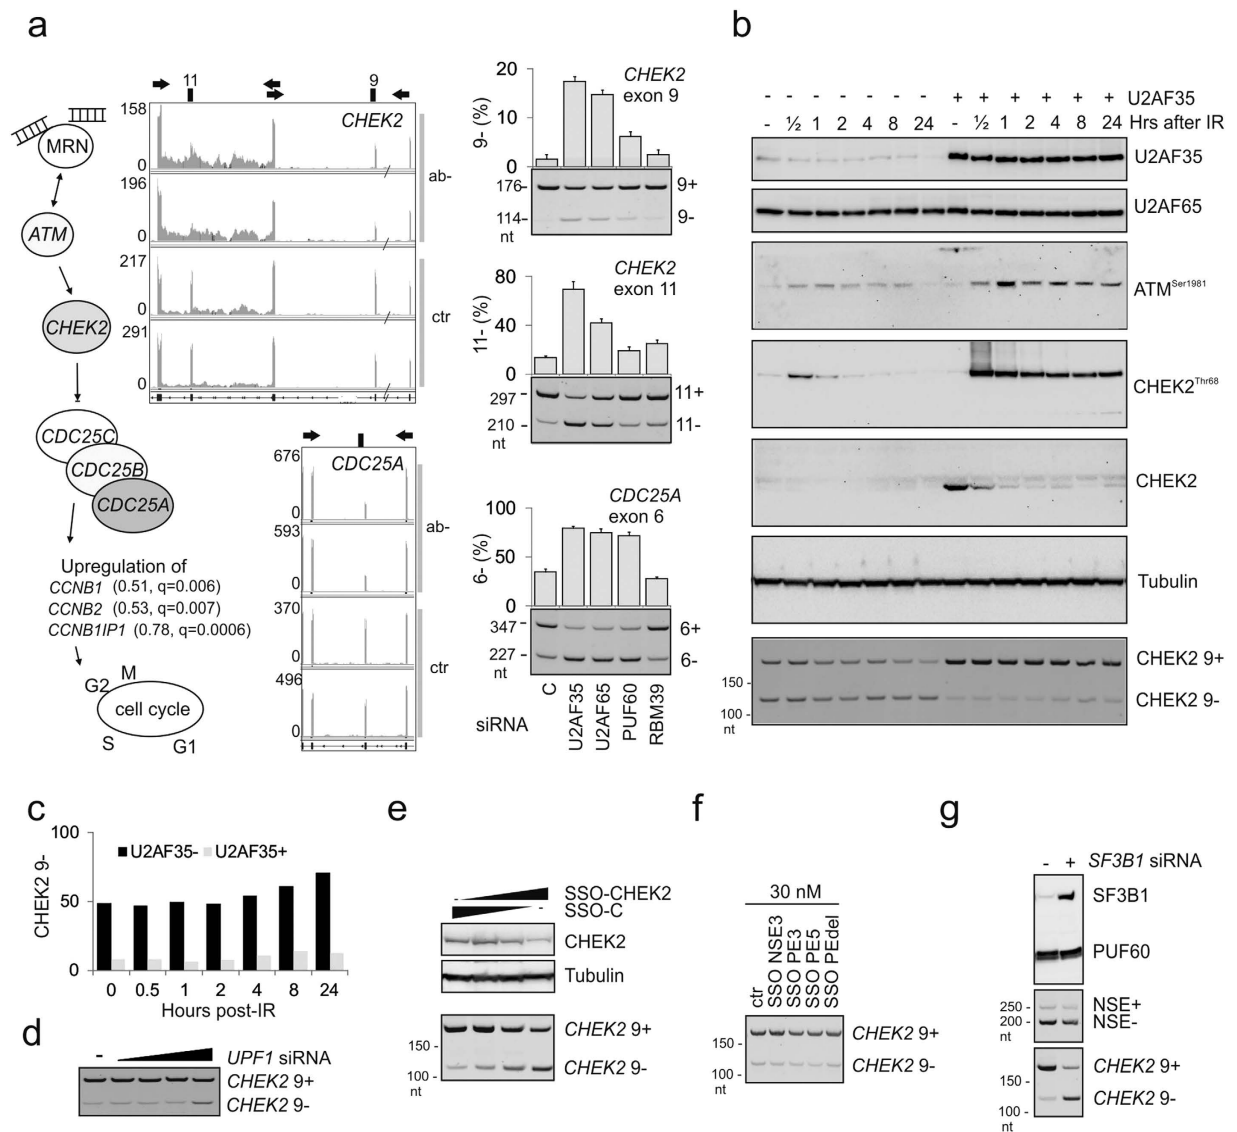 a
MRN
ATM
CHEK2
CDC25C
CDC25B
CDC25A
Upregulation of
CCNB1 (0.51, q=0.006)
CCNB2 (0.53, q=0.007)
CCNB1IP1 (0.78, q=0.0006)
M
G2
cell cycle
S
G1
11
9
158
CHEK2
0
196
0
ab-
217
0
291
0
ctr
676
CDC25A
0
593
0
ab-
370
0
496
0
ctr
20
10
0
9- (%)
CHEK2
exon 9
176
114
nt
9+
9-
80
40
0
11- (%)
CHEK2
exon 11
297
210
nt
11+
11-
100
50
0
6- (%)
CDC25A
exon 6
347
227
nt
6+
6-
siRNA
C
U2AF35
U2AF65
PUF60
RBM39
b
- - - - - - - + + + + + + + U2AF35
- ½ 1 2 4 8 24 - ½ 1 2 4 8 24 Hrs after IR
U2AF35
U2AF65
ATM Ser1981
CHEK2 Thr68
CHEK2
Tubulin
CHEK2 9+
150 -
CHEK2 9-
100 -
nt
c
100
50
0
CHEK2 9-
U2AF35- U2AF35+
0 0.5 1 2 4 8 24
Hours post-IR
d
- UPF1 siRNA
CHEK2 9+
CHEK2 9-
e
- SSO-CHEK2
- SSO-C
CHEK2
Tubulin
CHEK2 9+
150 -
CHEK2 9-
100 -
nt
f
30 nM
ctr
SSO NSE3
SSO PE3
SSO PE5
SSO PEdel
CHEK2 9+
150 -
CHEK2 9-
100 -
nt
g
- + SF3B1 siRNA
SF3B1
PUF60
250 - NSE+
200 - NSE-
nt
CHEK2 9+
150 -
CHEK2 9-
100 -
nt